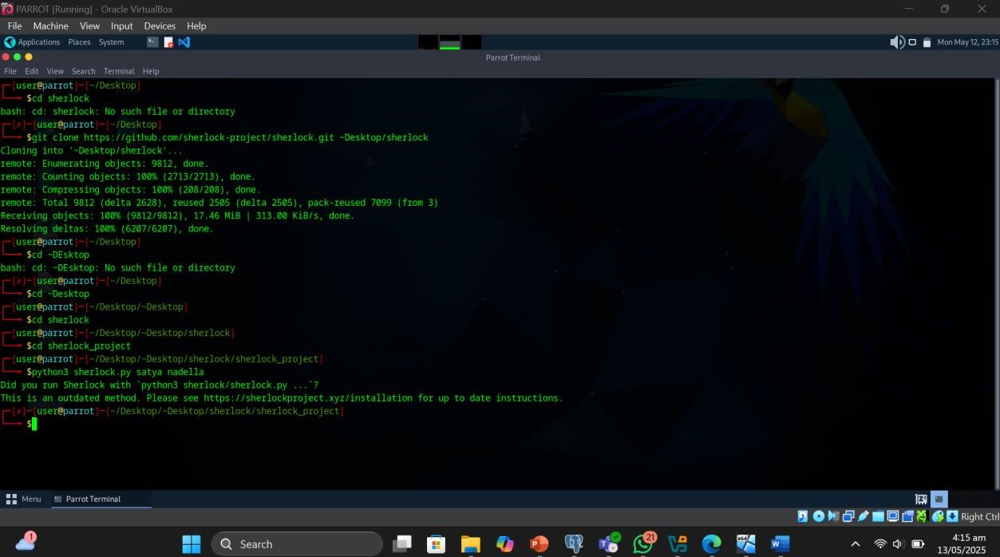 PARROT [Running] - Oracle VirtualBox
File Machine View Input Devices Help
Applications Places System
Mon May 12, 23:15
Parrot Terminal
File Edit View Search Terminal Help
┌─[user@parrot]─[~/Desktop]
└──╼ $cd sherlock
bash: cd: sherlock: No such file or directory
┌─[✗]─[user@parrot]─[~/Desktop]
└──╼ $git clone https://github.com/sherlock-project/sherlock.git ~Desktop/sherlock
Cloning into '~Desktop/sherlock'...
remote: Enumerating objects: 9812, done.
remote: Counting objects: 100% (2713/2713), done.
remote: Compressing objects: 100% (208/208), done.
remote: Total 9812 (delta 2628), reused 2505 (delta 2505), pack-reused 7099 (from 3)
Receiving objects: 100% (9812/9812), 17.46 MiB | 313.00 KiB/s, done.
Resolving deltas: 100% (6207/6207), done.
┌─[user@parrot]─[~/Desktop]
└──╼ $cd ~DEsktop
bash: cd: ~DEsktop: No such file or directory
┌─[✗]─[user@parrot]─[~/Desktop]
└──╼ $cd ~Desktop
┌─[user@parrot]─[~/Desktop/~Desktop]
└──╼ $cd sherlock
┌─[user@parrot]─[~/Desktop/~Desktop/sherlock]
└──╼ $cd sherlock_project
┌─[user@parrot]─[~/Desktop/~Desktop/sherlock/sherlock_project]
└──╼ $python3 sherlock.py satya nadella
Did you run Sherlock with `python3 sherlock/sherlock.py ...`?
This is an outdated method. Please see https://sherlockproject.xyz/installation for up to date instructions.
┌─[✗]─[user@parrot]─[~/Desktop/~Desktop/sherlock/sherlock_project]
└──╼ $
Menu Parrot Terminal
Right Ctrl
1
Search
21
4:15 am
13/05/2025